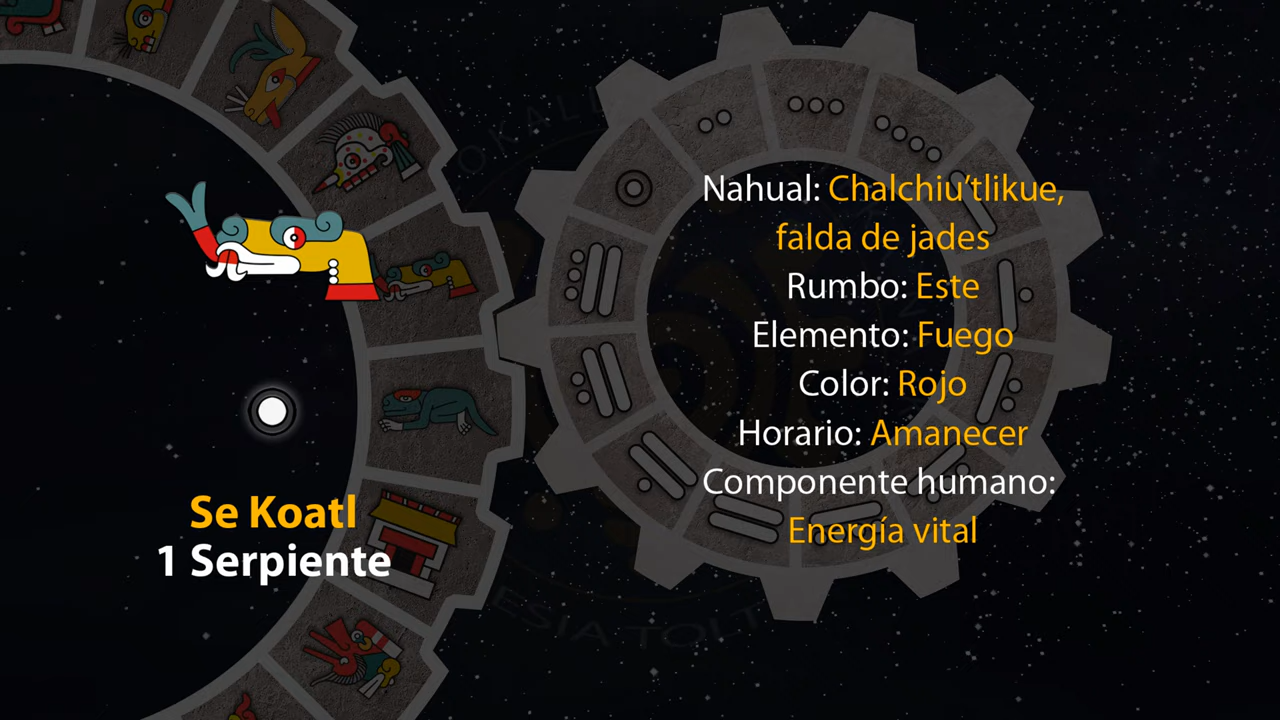 Nahual: Chalchiu’tlikue,
falda de jades
Rumbo: Este
Elemento: Fuego
Color: Rojo
Horario: Amanecer
Componente humano:
Energía vital
Se Koatl
1 Serpiente